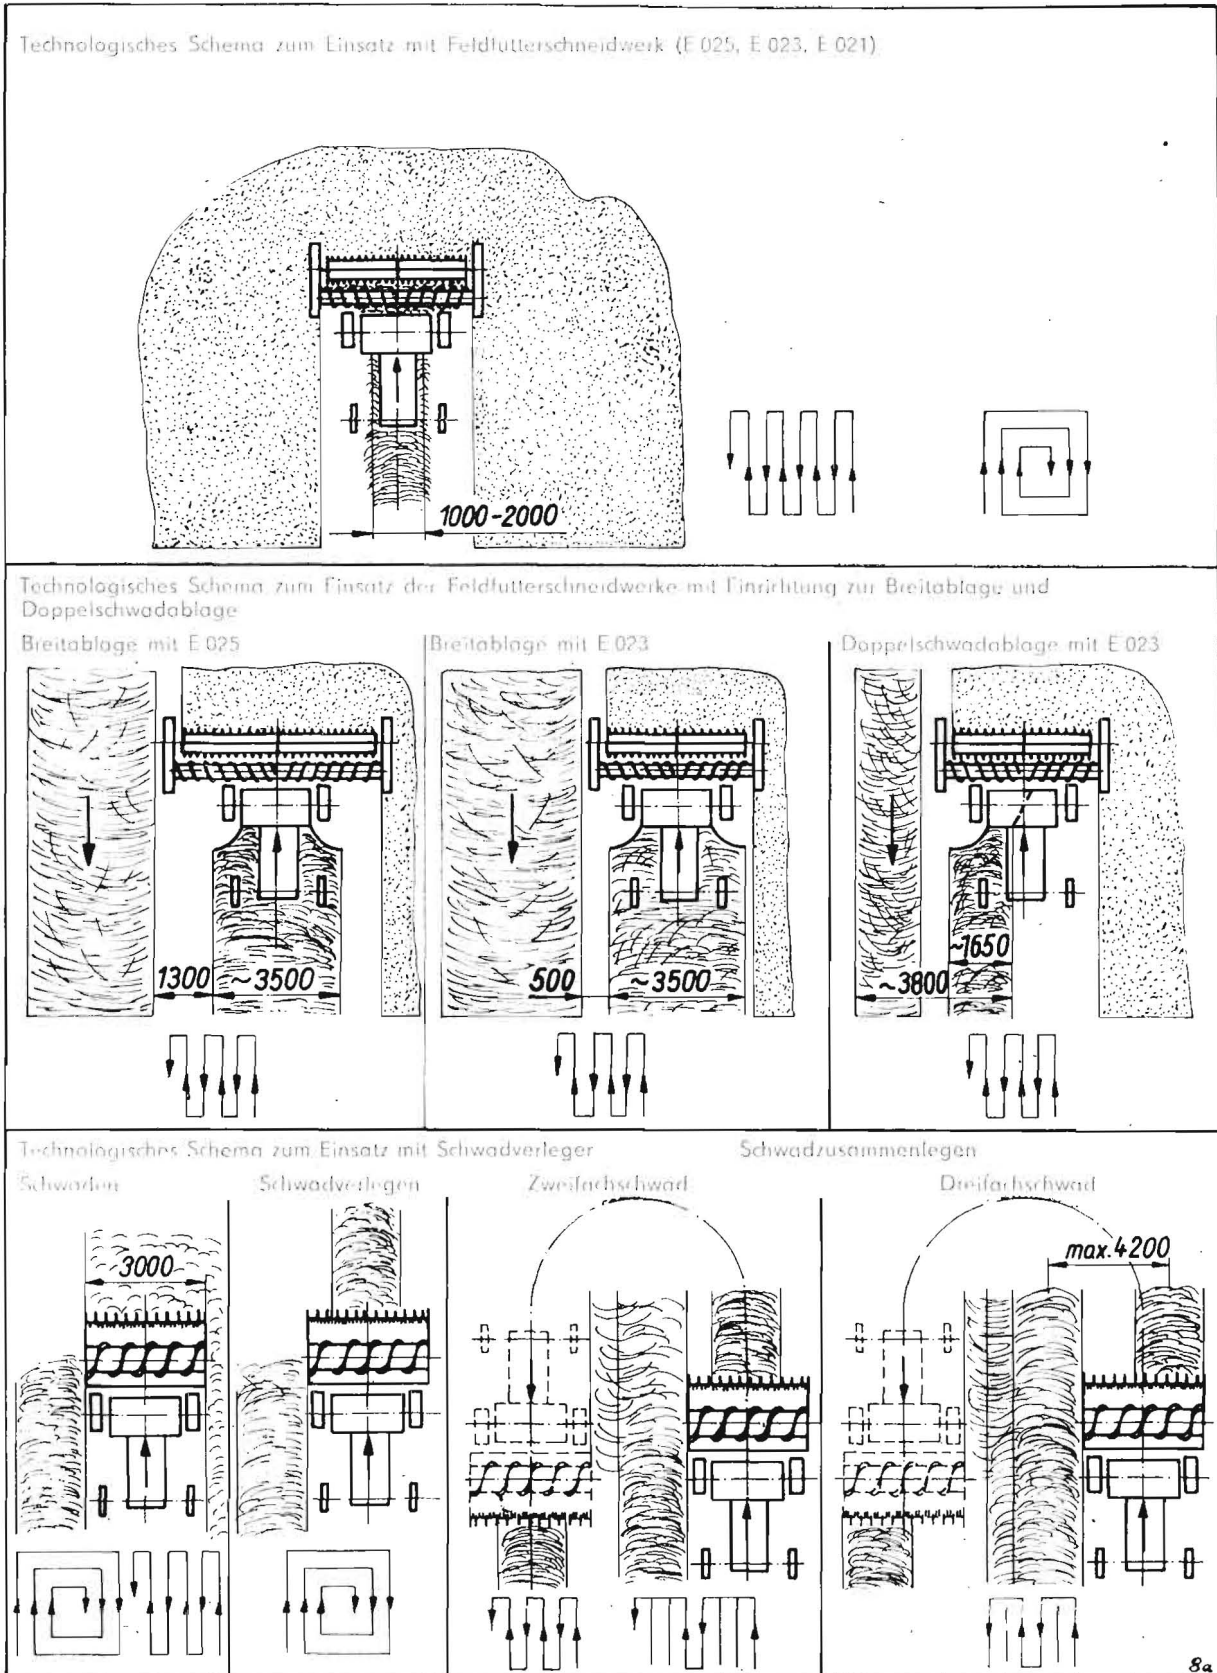 Technologisches Schema zum Einsatz mit Feldfutterschneidwerk (E 025, E 023, E 021)
1000-2000
Technologisches Schema zum Einsatz der Feldfutterschneidwerke mit Einrichtung zur Breitablage und
Doppelschwadablage
Breitablage mit E 025
Breitablage mit E 023
Doppelschwadablage mit E 023
1300
~3500
500
~3500
~1650
~3800
Technologisches Schema zum Einsatz mit Schwadverleger
Schwadzusammenlegen
Schwaden
Schwadverlegen
Zweifachschwad
Dreifachschwad
3000
max.4200
8a